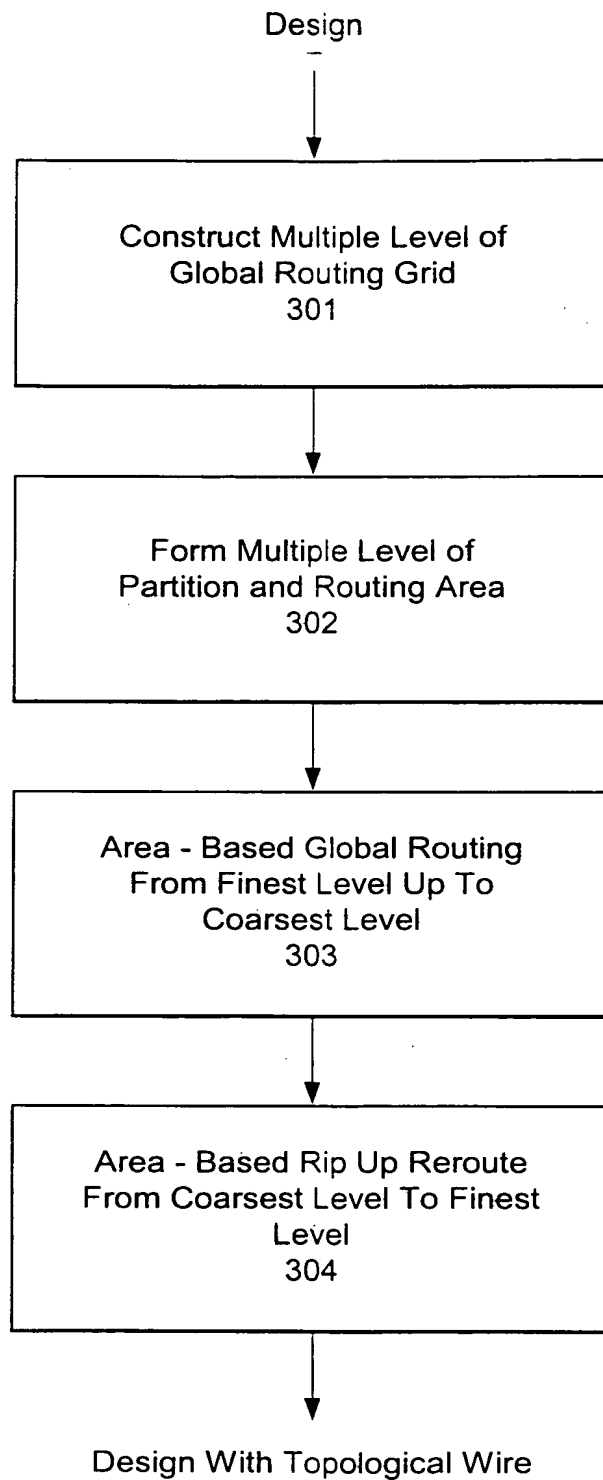 Design
Construct Multiple Level of
Global Routing Grid
301
Form Multiple Level of
Partition and Routing Area
302
Area - Based Global Routing
From Finest Level Up To
Coarsest Level
303
Area - Based Rip Up Reroute
From Coarsest Level To Finest
Level
304
Design With Topological Wire